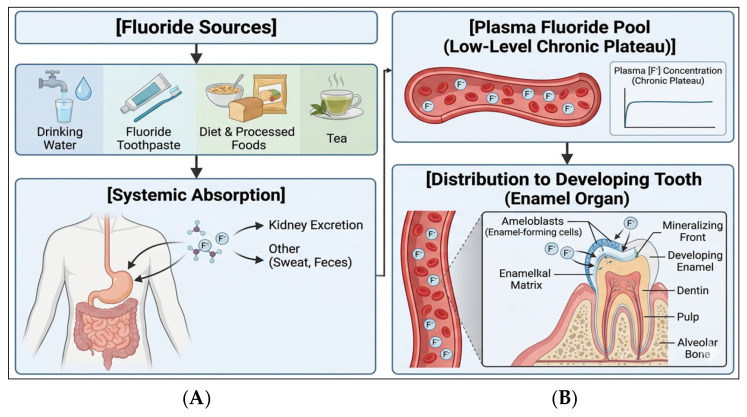 [Fluoride Sources]
Drinking
Water
Fluoride
Toothpaste
Diet & Processed
Foods
Tea
[Systemic Absorption]
F⁻
Kidney Excretion
Other
(Sweat, Feces)
(A)
[Plasma Fluoride Pool
(Low-Level Chronic Plateau)]
F⁻
F⁻
F⁻
F⁻
F⁻
F⁻
F⁻
Plasma [F⁻] Concentration
(Chronic Plateau)
[Distribution to Developing Tooth
(Enamel Organ)
F⁻
F⁻
F⁻
F⁻
F⁻
F⁻
Ameloblasts
(Enamel-forming cells)
F⁻
F⁻
F⁻
Enamelkal
Matrix
Mineralizing
Front
Developing
Enamel
Dentin
Pulp
Alveolar
Bone
(B)